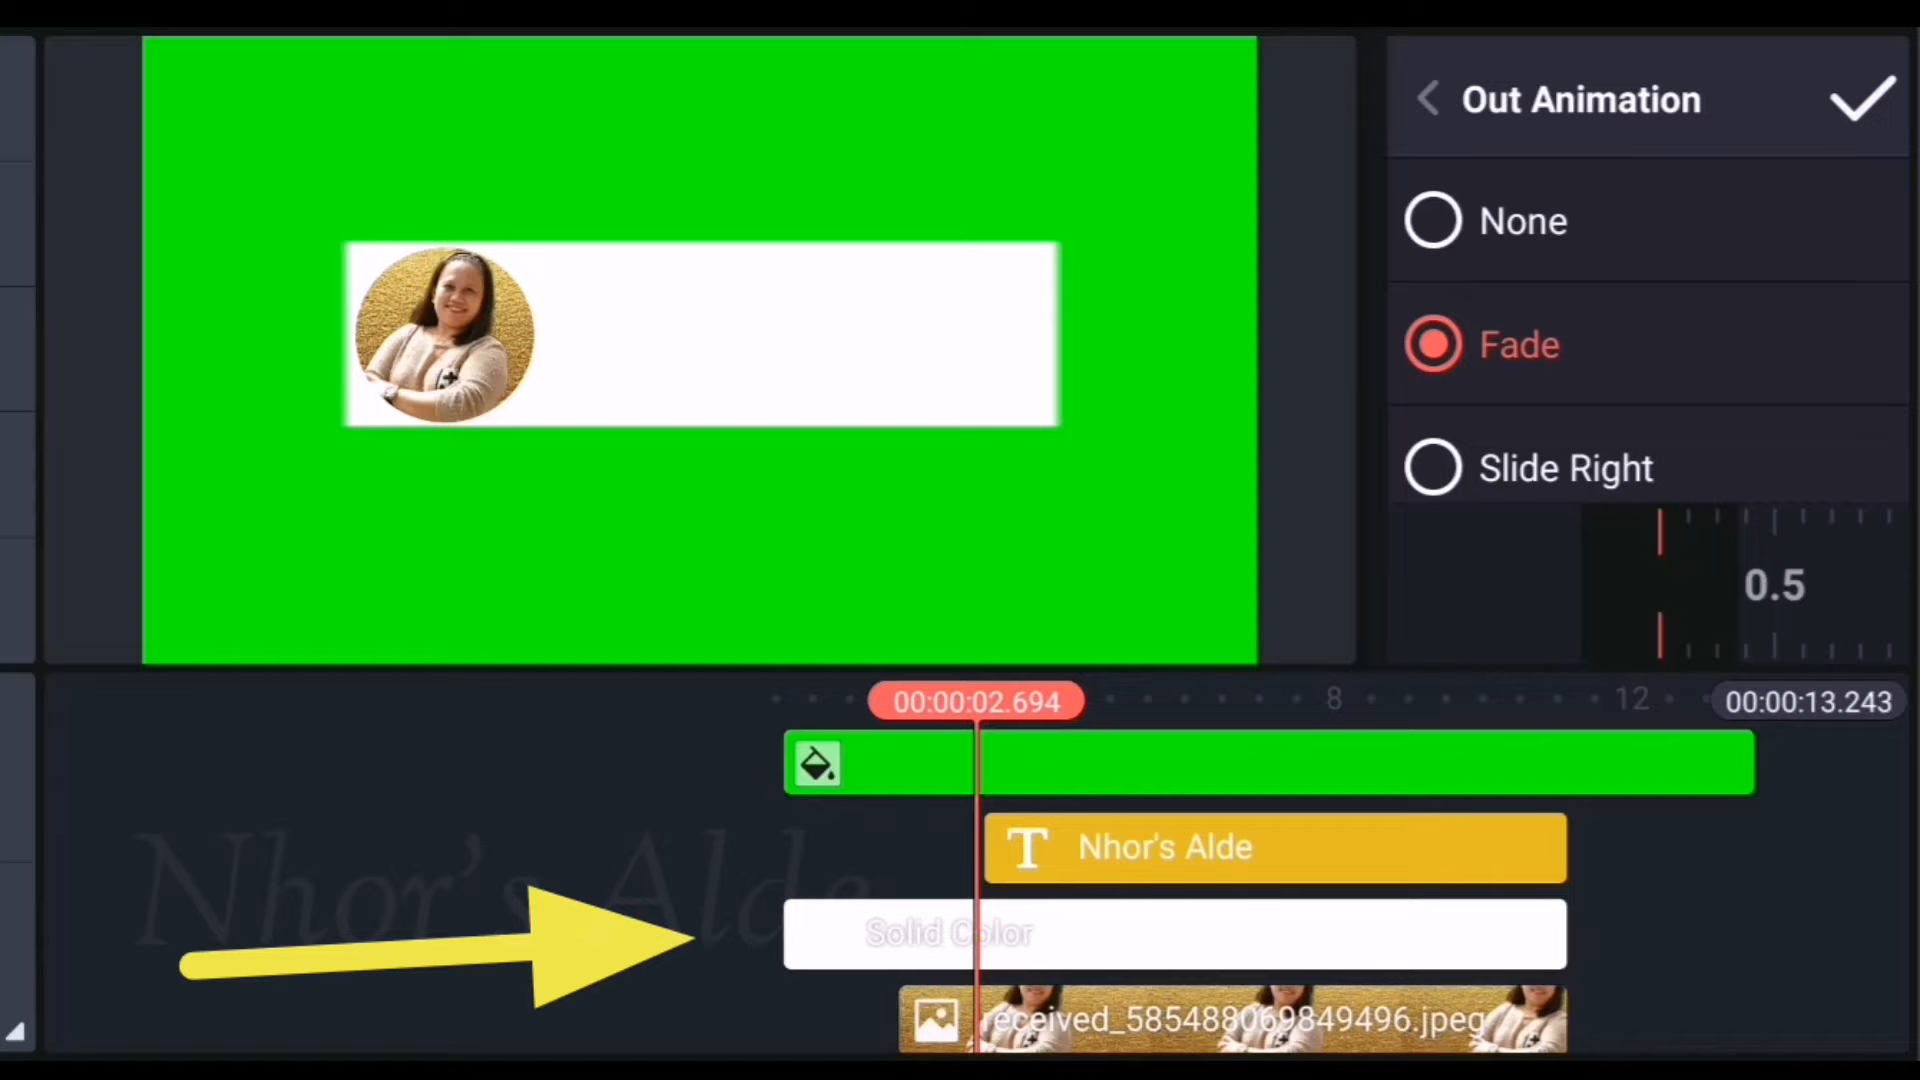 Out Animation
None
Fade
Slide Right
0.5
00:00:02.694
8
12
00:00:13.243
Nhor's Alde
Nhor's Alde
Solid Color
received_585488069849496.jpeg